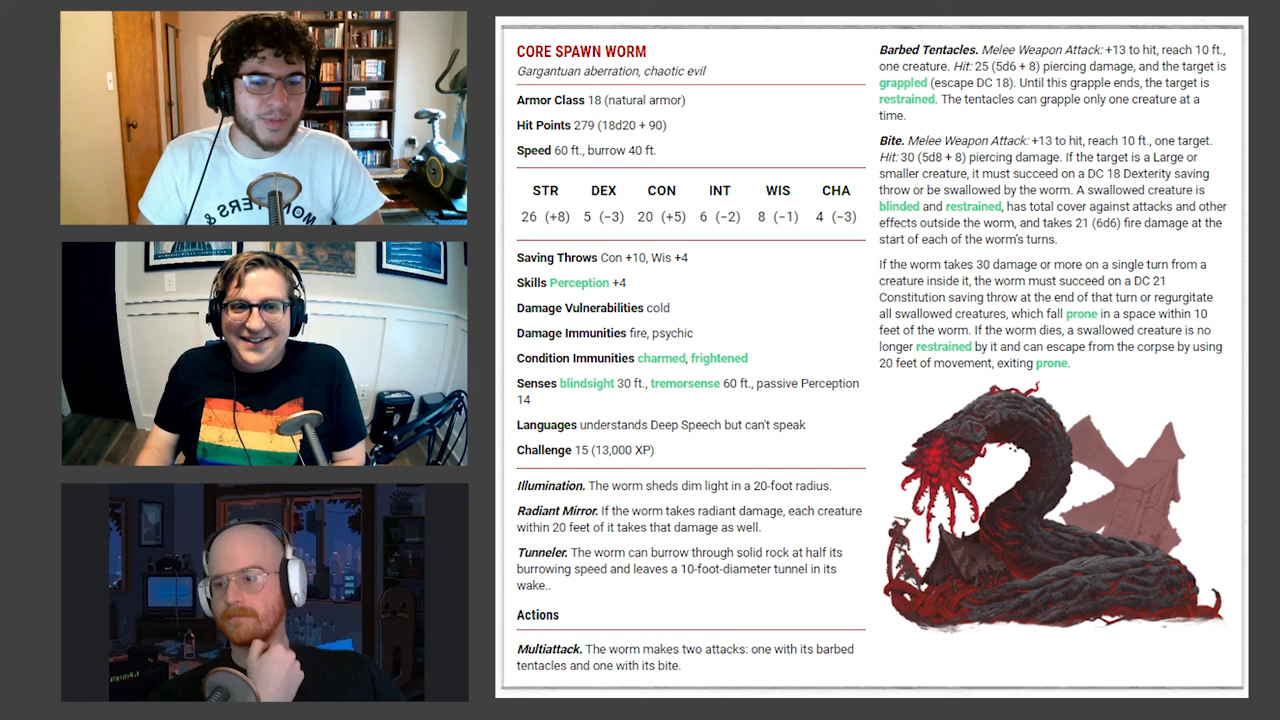 MONSTERS &
CORE SPAWN WORM
Gargantuan aberration, chaotic evil
Armor Class 18 (natural armor)
Hit Points 279 (18d20 + 90)
Speed 60 ft., burrow 40 ft.
STR DEX CON INT WIS CHA
26 (+8) 5 (−3) 20 (+5) 6 (−2) 8 (−1) 4 (−3)
Saving Throws Con +10, Wis +4
Skills Perception +4
Damage Vulnerabilities cold
Damage Immunities fire, psychic
Condition Immunities charmed, frightened
Senses blindsight 30 ft., tremorsense 60 ft., passive Perception
14
Languages understands Deep Speech but can't speak
Challenge 15 (13,000 XP)
Illumination. The worm sheds dim light in a 20-foot radius.
Radiant Mirror. If the worm takes radiant damage, each creature
within 20 feet of it takes that damage as well.
Tunneler. The worm can burrow through solid rock at half its
burrowing speed and leaves a 10-foot-diameter tunnel in its
wake..
Actions
Multiattack. The worm makes two attacks: one with its barbed
tentacles and one with its bite.
Barbed Tentacles. Melee Weapon Attack: +13 to hit, reach 10 ft.,
one creature. Hit: 25 (5d6 + 8) piercing damage, and the target is
grappled (escape DC 18). Until this grapple ends, the target is
restrained. The tentacles can grapple only one creature at a
time.
Bite. Melee Weapon Attack: +13 to hit, reach 10 ft., one target.
Hit: 30 (5d8 + 8) piercing damage. If the target is a Large or
smaller creature, it must succeed on a DC 18 Dexterity saving
throw or be swallowed by the worm. A swallowed creature is
blinded and restrained, has total cover against attacks and other
effects outside the worm, and takes 21 (6d6) fire damage at the
start of each of the worm's turns.
If the worm takes 30 damage or more on a single turn from a
creature inside it, the worm must succeed on a DC 21
Constitution saving throw at the end of that turn or regurgitate
all swallowed creatures, which fall prone in a space within 10
feet of the worm. If the worm dies, a swallowed creature is no
longer restrained by it and can escape from the corpse by using
20 feet of movement, exiting prone.